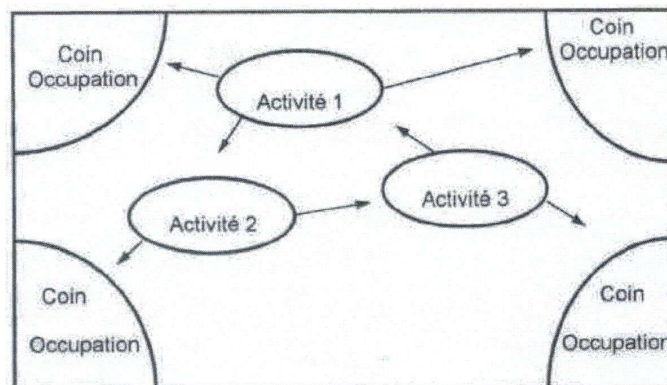 Coin
Occupation
Coin
Occupation
Activité 1
Activité 2
Activité 3
Coin
Occupation
Coin
Occupation